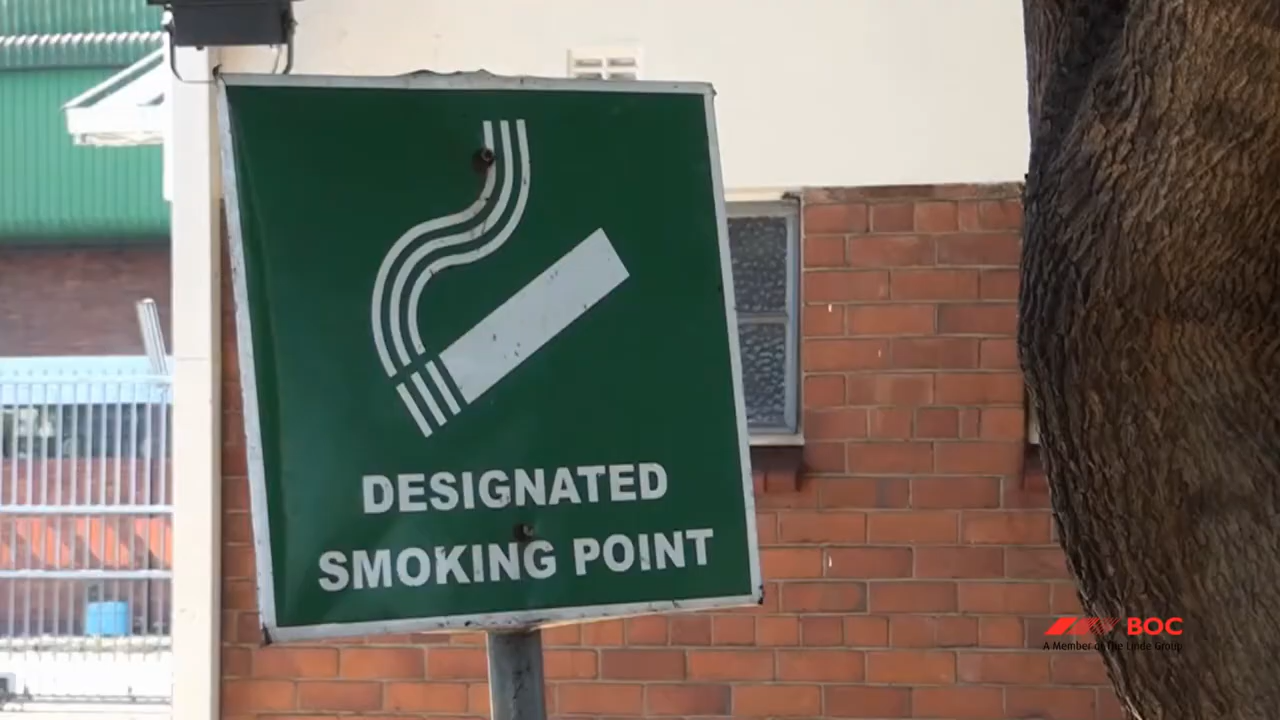 DESIGNATED
SMOKING POINT
BOC
A Member of The Linde Group